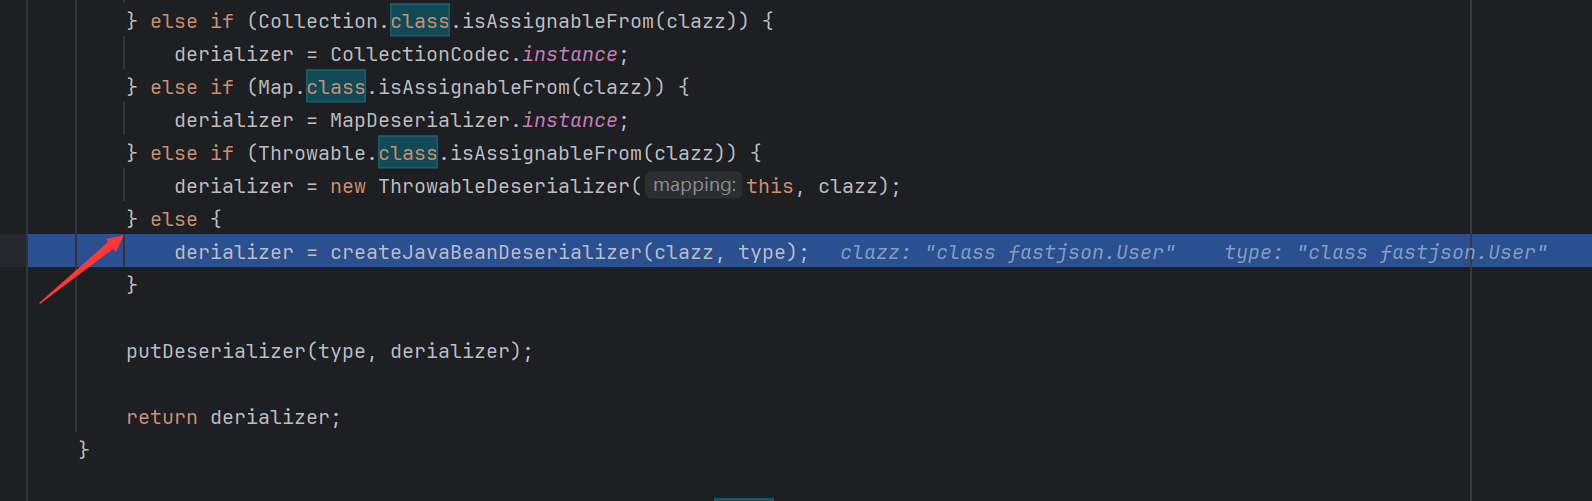 } else if (Collection.class.isAssignableFrom(clazz)) {
derializer = CollectionCodec.instance;
} else if (Map.class.isAssignableFrom(clazz)) {
derializer = MapDeserializer.instance;
} else if (Throwable.class.isAssignableFrom(clazz)) {
derializer = new ThrowableDeserializer( mapping: this, clazz);
} else {
derializer = createJavaBeanDeserializer(clazz, type); clazz: "class fastjson.User" type: "class fastjson.User"
}
putDeserializer(type, derializer);
return derializer;
}